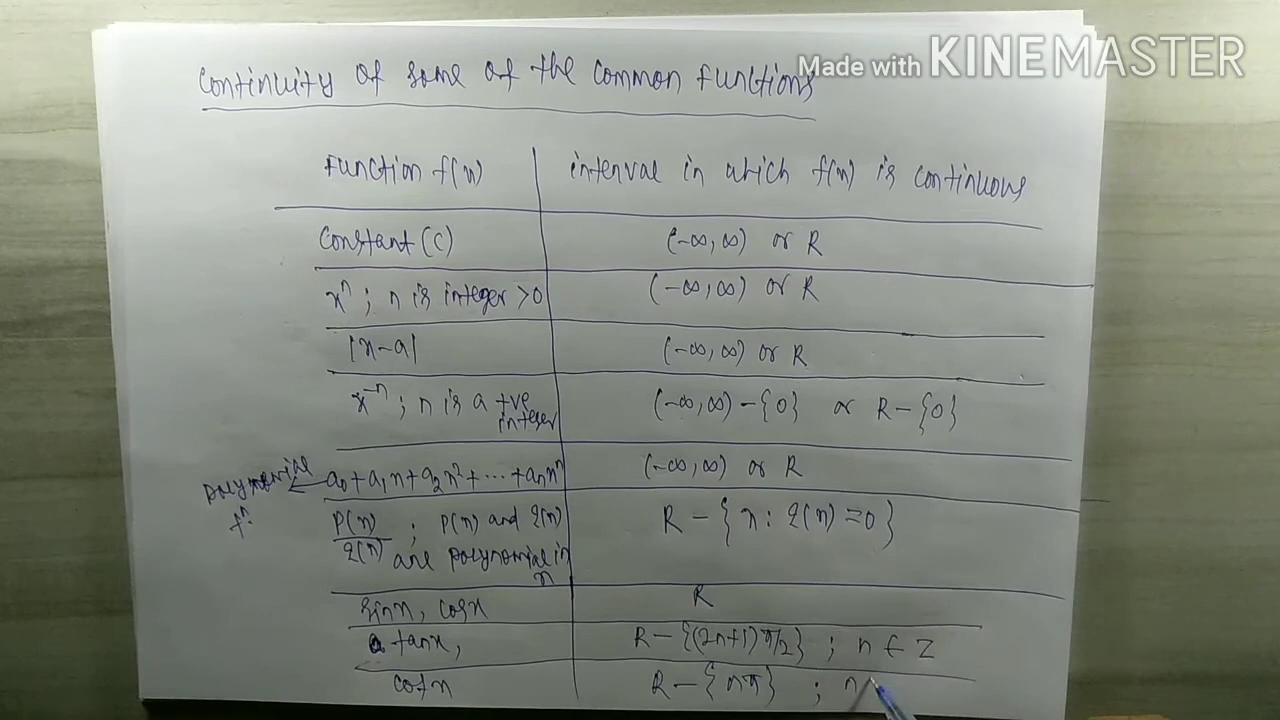 Made with KINEMASTER
Continuity of some of the common functions
Function f(x) interval in which f(x) is continuous
Constant (C) (-∞, ∞) or R
xⁿ ; n is integer >0 (-∞, ∞) or R
|x-a| (-∞, ∞) or R
x⁻ⁿ ; n is a +ve integer (-∞, ∞) - {0} or R - {0}
polynomial fⁿ: a₀+a₁x+a₂x²+⋯+aₙxⁿ (-∞, ∞) or R
P(x)/q(x) ; P(x) and q(x) are polynomial in x R - {x : q(x) = 0}
sinx, cosx R
tanx, R - {(2n+1)π/2} ; n ∈ Z
cotx R - {nπ} ; n